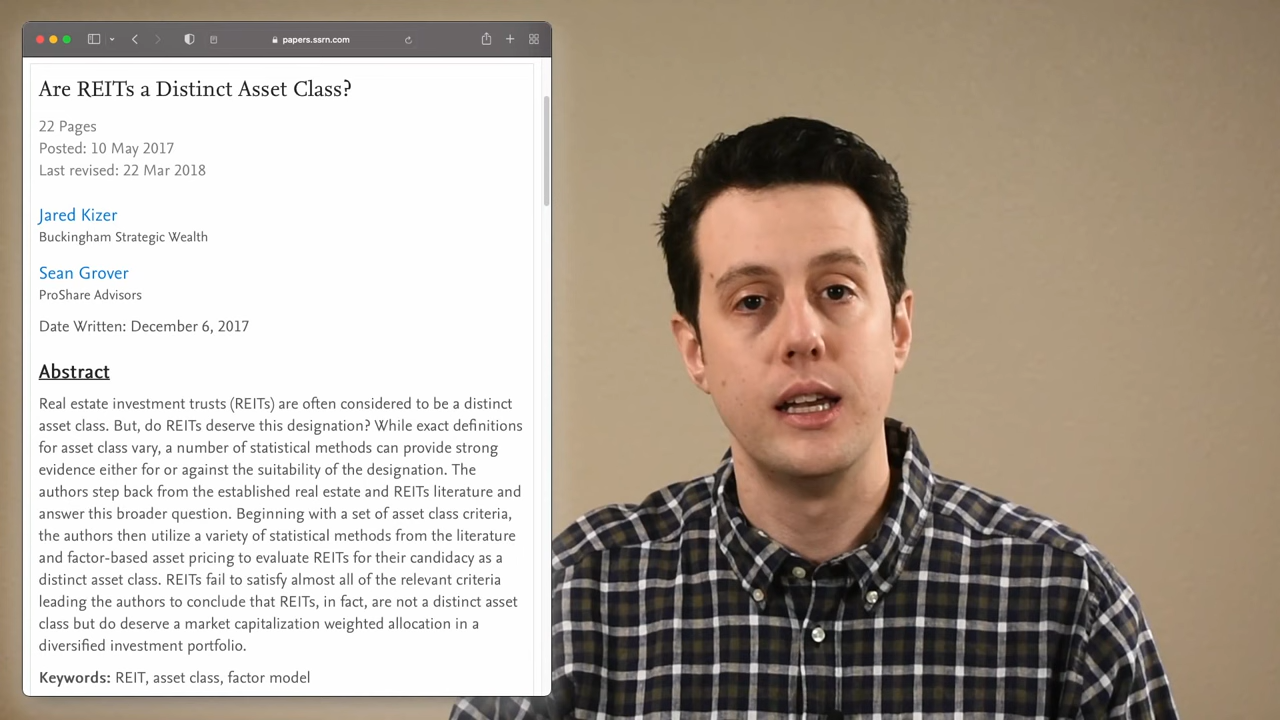 papers.ssrn.com
Are REITs a Distinct Asset Class?
22 Pages
Posted: 10 May 2017
Last revised: 22 Mar 2018
Jared Kizer
Buckingham Strategic Wealth
Sean Grover
ProShare Advisors
Date Written: December 6, 2017
Abstract
Real estate investment trusts (REITs) are often considered to be a distinct
asset class. But, do REITs deserve this designation? While exact definitions
for asset class vary, a number of statistical methods can provide strong
evidence either for or against the suitability of the designation. The
authors step back from the established real estate and REITs literature and
answer this broader question. Beginning with a set of asset class criteria,
the authors then utilize a variety of statistical methods from the literature
and factor-based asset pricing to evaluate REITs for their candidacy as a
distinct asset class. REITs fail to satisfy almost all of the relevant criteria
leading the authors to conclude that REITs, in fact, are not a distinct asset
class but do deserve a market capitalization weighted allocation in a
diversified investment portfolio.
Keywords: REIT, asset class, factor model